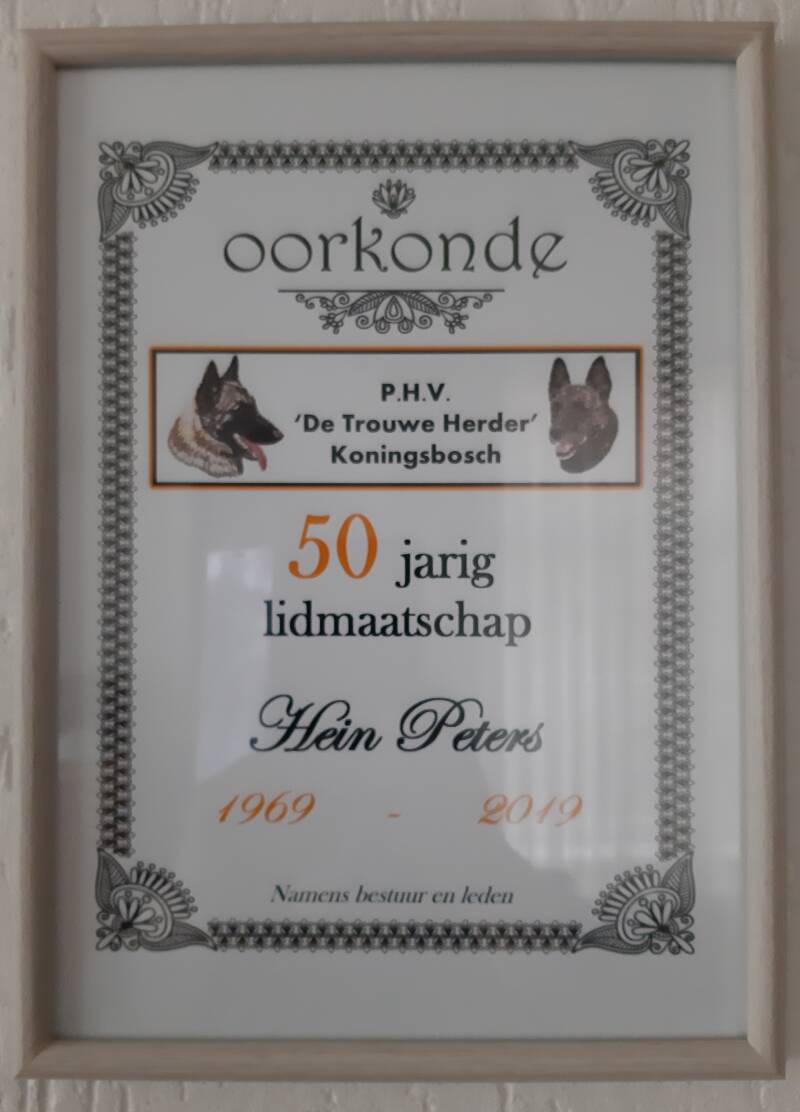 oorkonde
P.H.V.
'De Trouwe Herder'
Koningsbosch
50 jarig
lidmaatschap
Hein Peters
1969 - 2019
Namens bestuur en leden